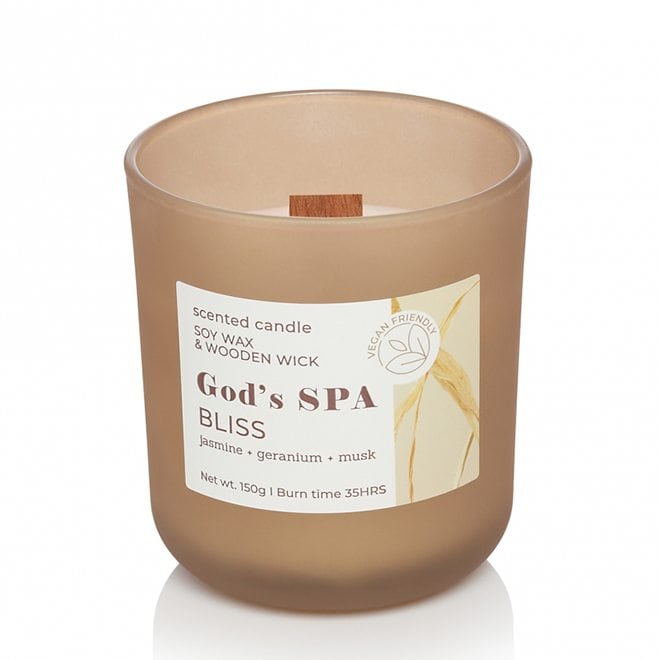 scented candle
SOY WAX
& WOODEN WICK
God's SPA
BLISS
jasmine + geranium + musk
Net wt. 150g I Burn time 35HRS
VEGAN FRIENDLY